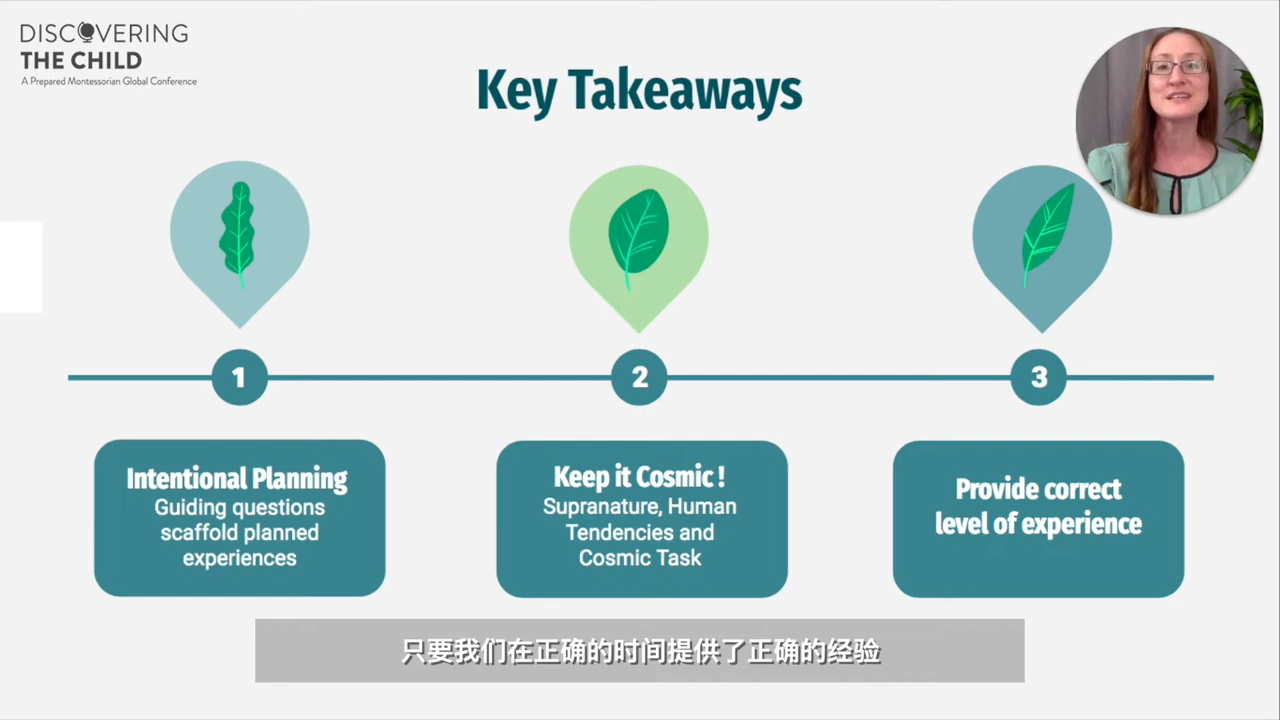 DISCOVERING
THE CHILD
A Prepared Montessorian Global Conference
Key Takeaways
1
2
3
Intentional Planning
Guiding questions
scaffold planned
experiences
Keep it Cosmic !
Supranature, Human
Tendencies and
Cosmic Task
Provide correct
level of experience
只要我们在正确的时间提供了正确的经验